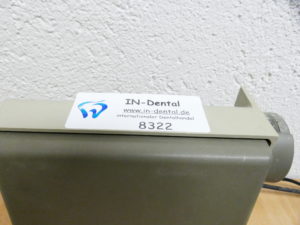 IN-Dental
www.in-dental.de
internationaler Dentalhandel
8322